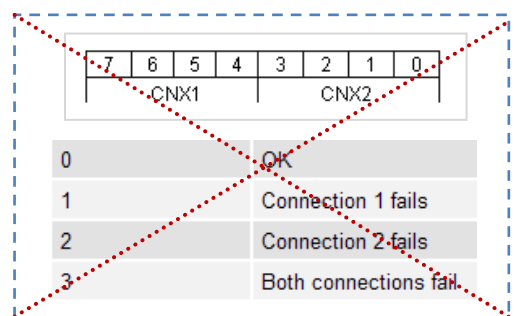 7 6 5 4 3 2 1 0
CNX1 CNX2
0 OK
1 Connection 1 fails
2 Connection 2 fails
3 Both connections fail